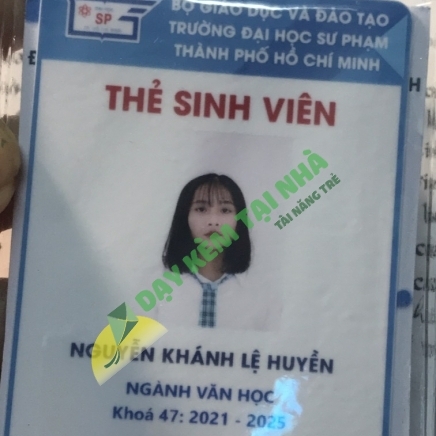 SP
BỘ GIÁO DỤC VÀ ĐÀO TẠO
TRƯỜNG ĐẠI HỌC SƯ PHẠM
THÀNH PHỐ HỒ CHÍ MINH
THẺ SINH VIÊN
DẠY KÈM TẠI NHÀ
TÀI NĂNG TRẺ
NGUYỄN KHÁNH LỆ HUYỀN
NGÀNH VĂN HỌC
Khoá 47: 2021 - 2025